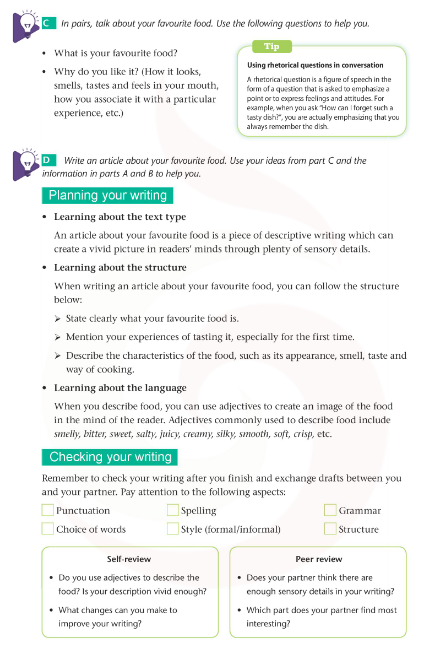 C In pairs, talk about your favourite food. Use the following questions to help you.
• What is your favourite food?
• Why do you like it? (How it looks,
smells, tastes and feels in your mouth,
how you associate it with a particular
experience, etc.)
Tip
Using rhetorical questions in conversation
A rhetorical question is a figure of speech in the
form of a question that is asked to emphasize a
point or to express feelings and attitudes. For
example, when you ask "How can I forget such a
tasty dish?", you are actually emphasizing that you
always remember the dish.
D Write an article about your favourite food. Use your ideas from part C and the
information in parts A and B to help you.
Planning your writing
• Learning about the text type
An article about your favourite food is a piece of descriptive writing which can
create a vivid picture in readers' minds through plenty of sensory details.
• Learning about the structure
When writing an article about your favourite food, you can follow the structure
below:
➢ State clearly what your favourite food is.
➢ Mention your experiences of tasting it, especially for the first time.
➢ Describe the characteristics of the food, such as its appearance, smell, taste and
way of cooking.
• Learning about the language
When you describe food, you can use adjectives to create an image of the food
in the mind of the reader. Adjectives commonly used to describe food include
smelly, bitter, sweet, salty, juicy, creamy, silky, smooth, soft, crisp, etc.
Checking your writing
Remember to check your writing after you finish and exchange drafts between you
and your partner. Pay attention to the following aspects:
Punctuation Spelling Grammar
Choice of words Style (formal/informal) Structure
Self-review
• Do you use adjectives to describe the
food? Is your description vivid enough?
• What changes can you make to
improve your writing?
Peer review
• Does your partner think there are
enough sensory details in your writing?
• Which part does your partner find most
interesting?